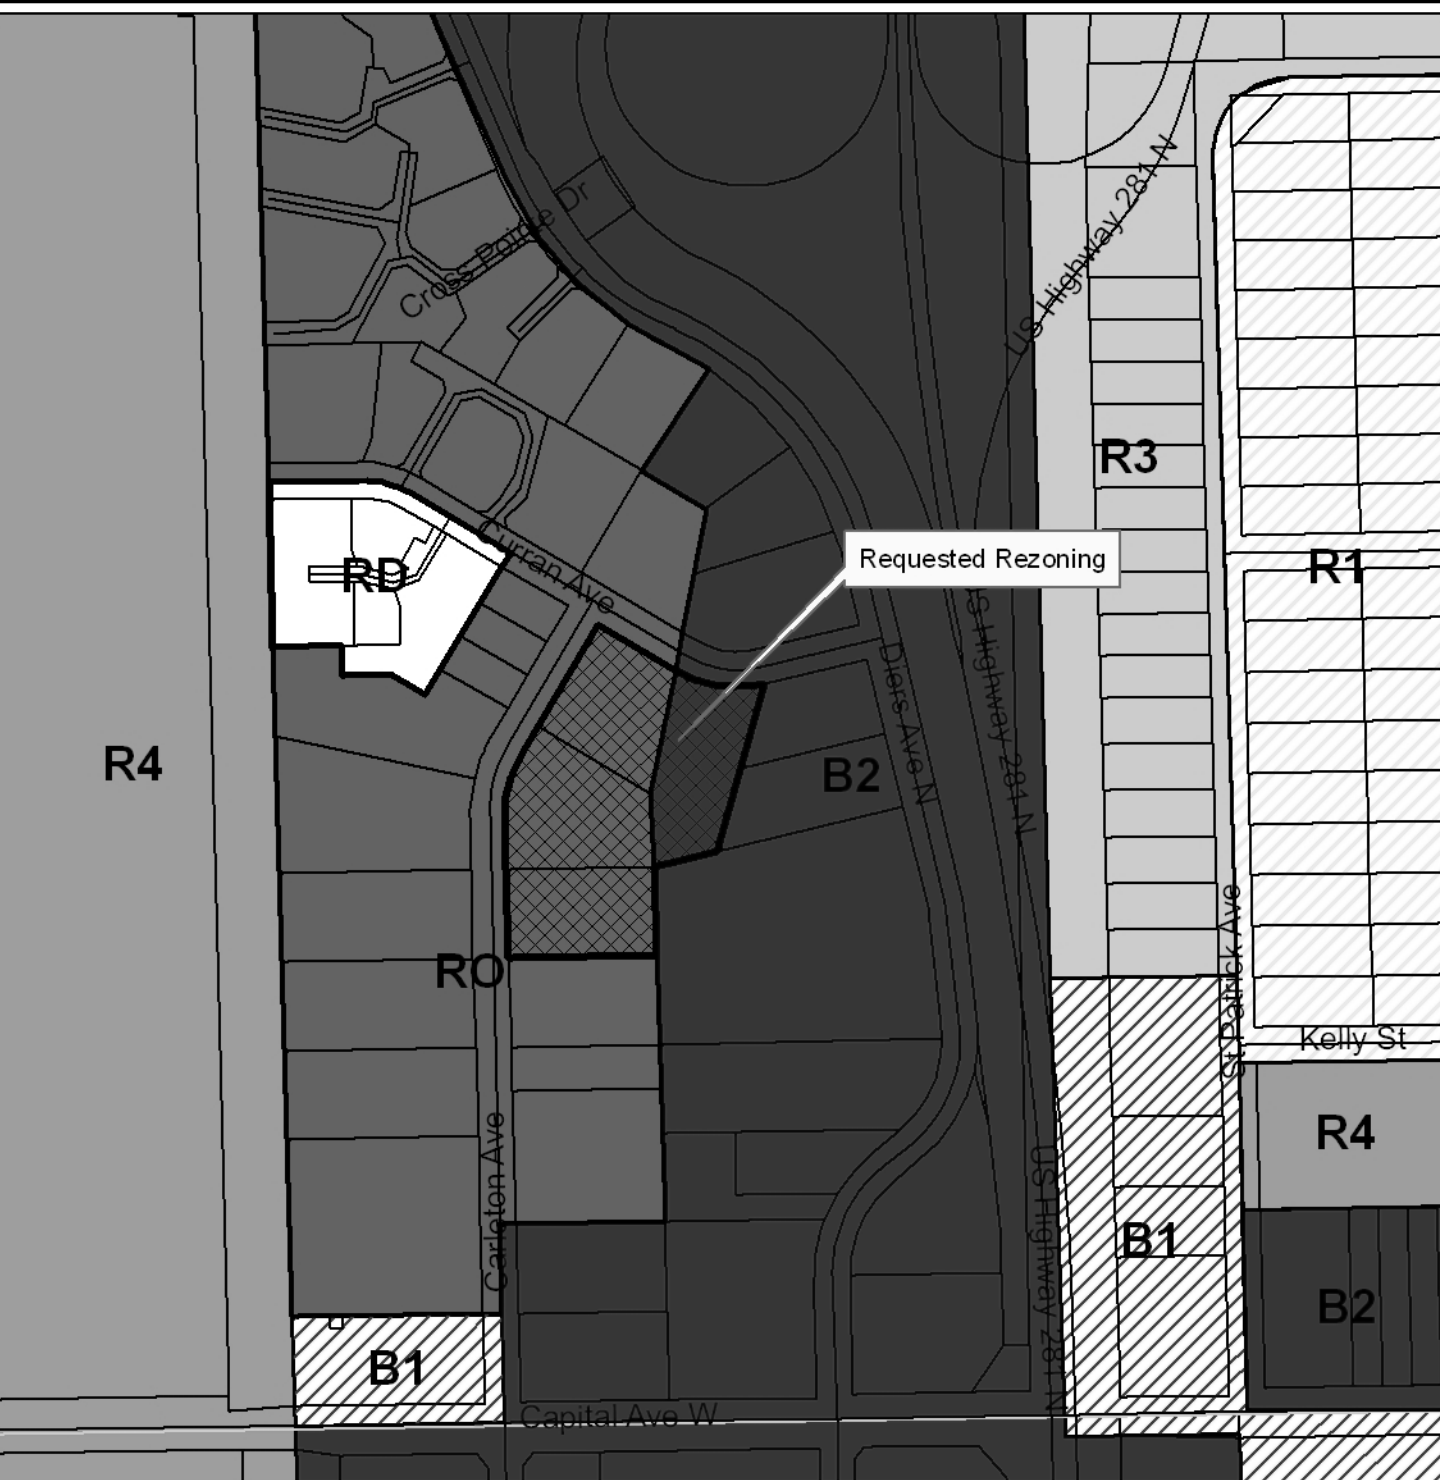 Cross Pointe Dr
US Highway 281 N
R3
Curran Ave
Requested Rezoning
RD
R1
US Highway 281 N
Diers Ave N
R4
B2
St Patrick Ave
RO
Kelly St
Carleton Ave
R4
US Highway 281 N
B1
B2
B1
Capital Ave W